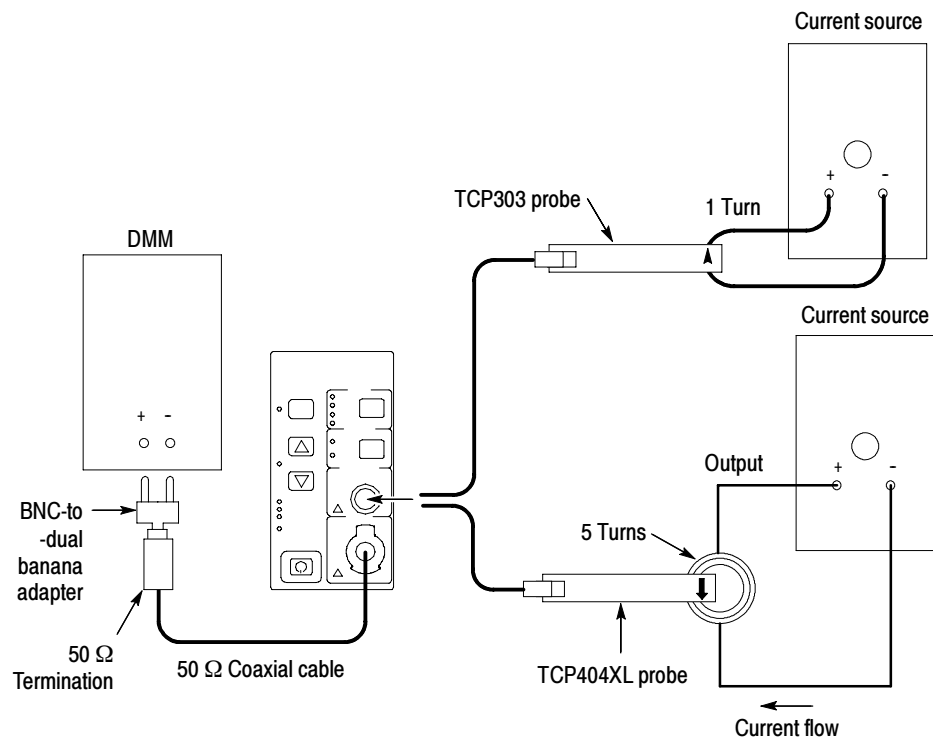 Current source
+ -
TCP303 probe
1 Turn
DMM
+ -
Current source
+ -
Output
5 Turns
BNC-to
-dual
banana
adapter
50 Ω
Termination
50 Ω Coaxial cable
TCP404XL probe
Current flow